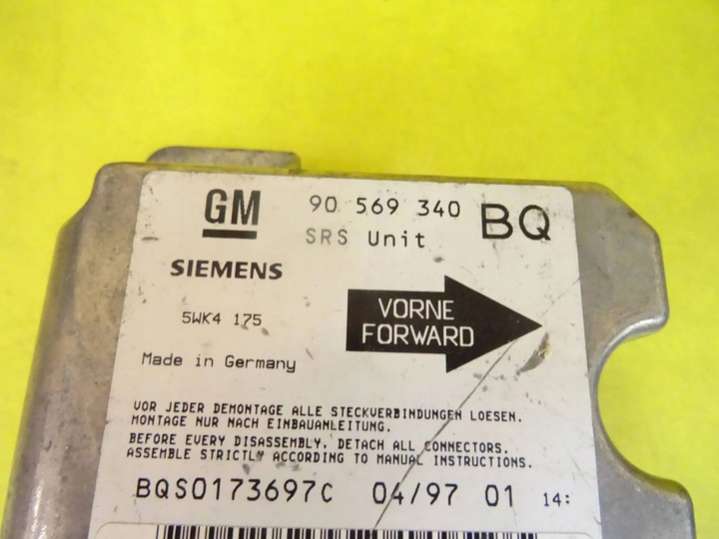 GM 90 569 340 BQ
SRS Unit
SIEMENS
5WK4 175
VORNE
FORWARD
Made in Germany
VOR JEDER DEMONTAGE ALLE STECKVERBINDUNGEN LOESEN.
MONTAGE NUR NACH EINBAUANLEITUNG.
BEFORE EVERY DISASSEMBLY, DETACH ALL CONNECTORS.
ASSEMBLE STRICTLY ACCORDING TO MANUAL INSTRUCTIONS.
BQS0173697C 04/97 01 14: